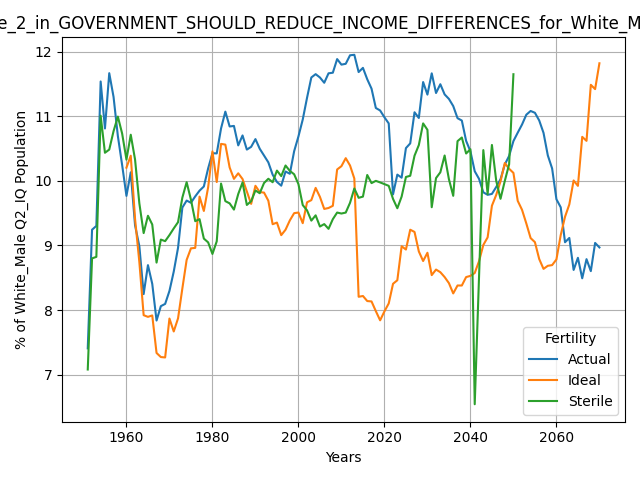 e_2_in_GOVERNMENT_SHOULD_REDUCE_INCOME_DIFFERENCES_for_White_M
% of White_Male Q2_IQ Population
12
11
10
9
8
7
1960 1980 2000 2020 2040 2060
Years
Fertility
Actual
Ideal
Sterile